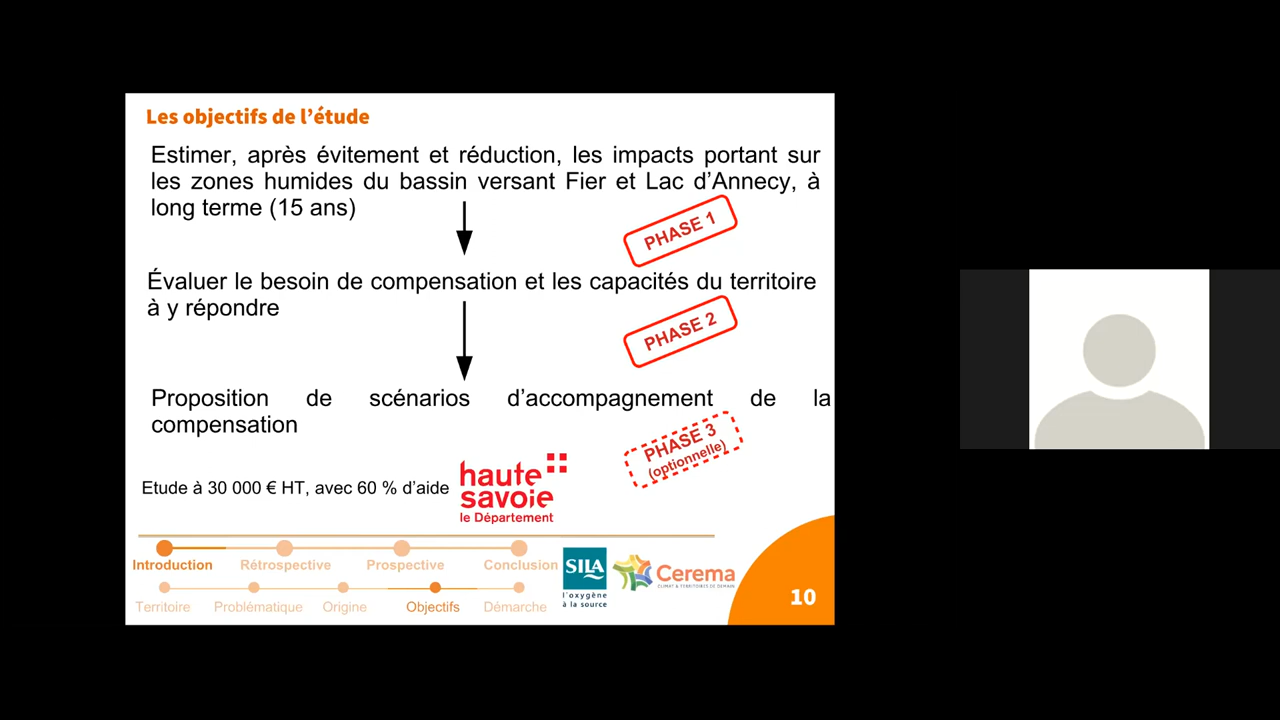 Les objectifs de l'étude
Estimer, après évitement et réduction, les impacts portant sur
les zones humides du bassin versant Fier et Lac d'Annecy, à
long terme (15 ans)
PHASE 1
Évaluer le besoin de compensation et les capacités du territoire
à y répondre
PHASE 2
Proposition de scénarios d'accompagnement de la
compensation
PHASE 3
(optionnelle)
Etude à 30 000 € HT, avec 60 % d'aide
haute
savoie
le Département
Introduction Rétrospective Prospective Conclusion
Territoire Problématique Origine Objectifs Démarche
SILA
l'oxygène
à la source
Cerema
CLIMAT & TERRITOIRES DE DEMAIN
10